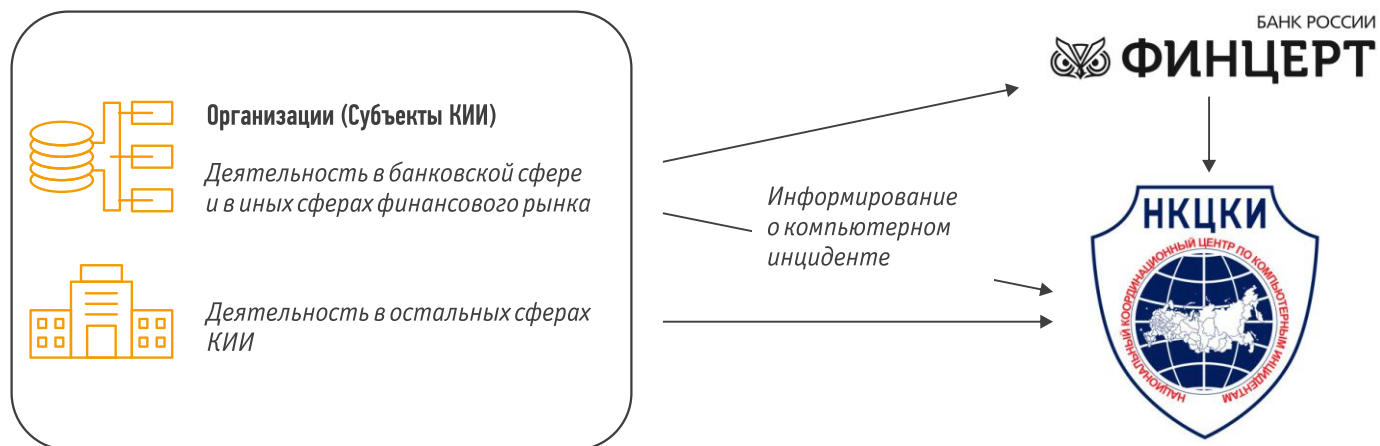 БАНК РОССИИ
ФИНЦЕРТ
Организации (Субъекты КИИ)
Деятельность в банковской сфере
и в иных сферах финансового рынка
Информирование
о компьютерном
инциденте
Деятельность в остальных сферах
КИИ
НКЦКИ
НАЦИОНАЛЬНЫЙ КООРДИНАЦИОННЫЙ ЦЕНТР ПО КОМПЬЮТЕРНЫМ ИНЦИДЕНТАМ